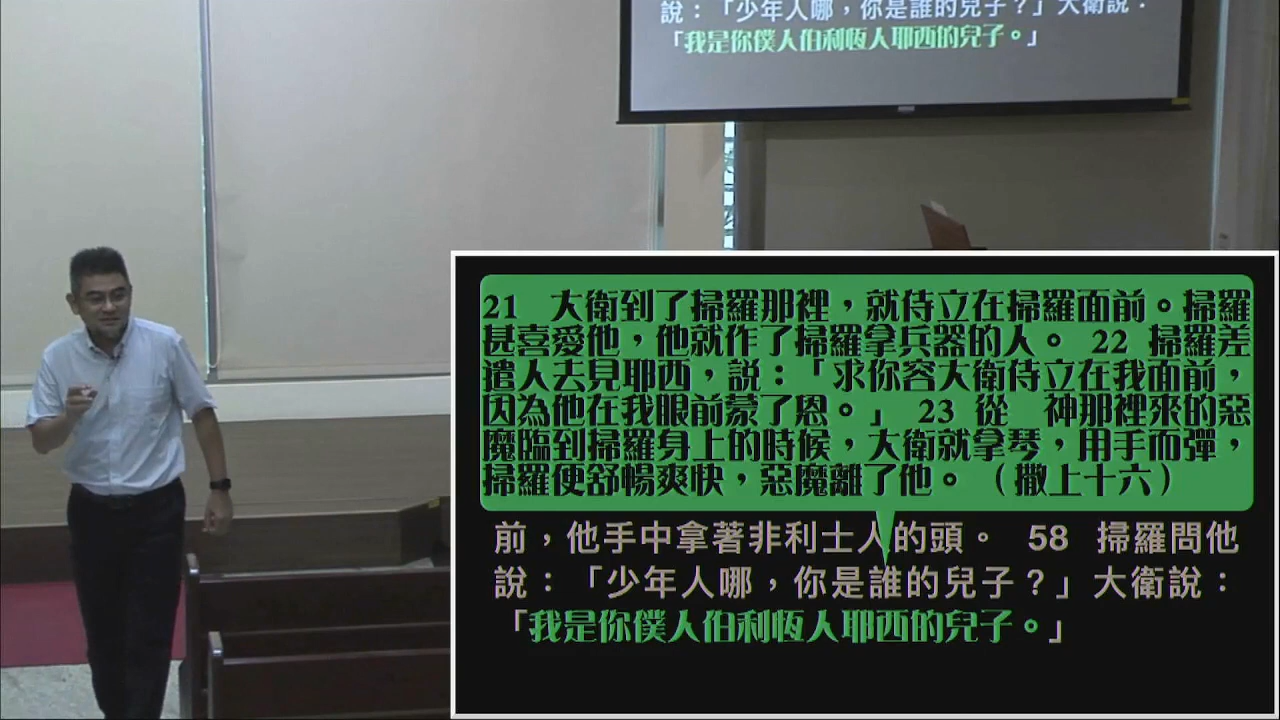 說：「少年人哪，你是誰的兒子？」大衛說：
「我是你僕人伯利恆人耶西的兒子。」
21 大衛到了掃羅那裡，就侍立在掃羅面前。掃羅
甚喜愛他，他就作了掃羅拿兵器的人。 22 掃羅差
遣人去見耶西，說：「求你容大衛侍立在我面前，
因為他在我眼前蒙了恩。」 23 從 神那裡來的惡
魔臨到掃羅身上的時候，大衛就拿琴，用手而彈，
掃羅便舒暢爽快，惡魔離了他。（撒上十六）
前，他手中拿著非利士人的頭。 58 掃羅問他
說：「少年人哪，你是誰的兒子？」大衛說：
「我是你僕人伯利恆人耶西的兒子。」